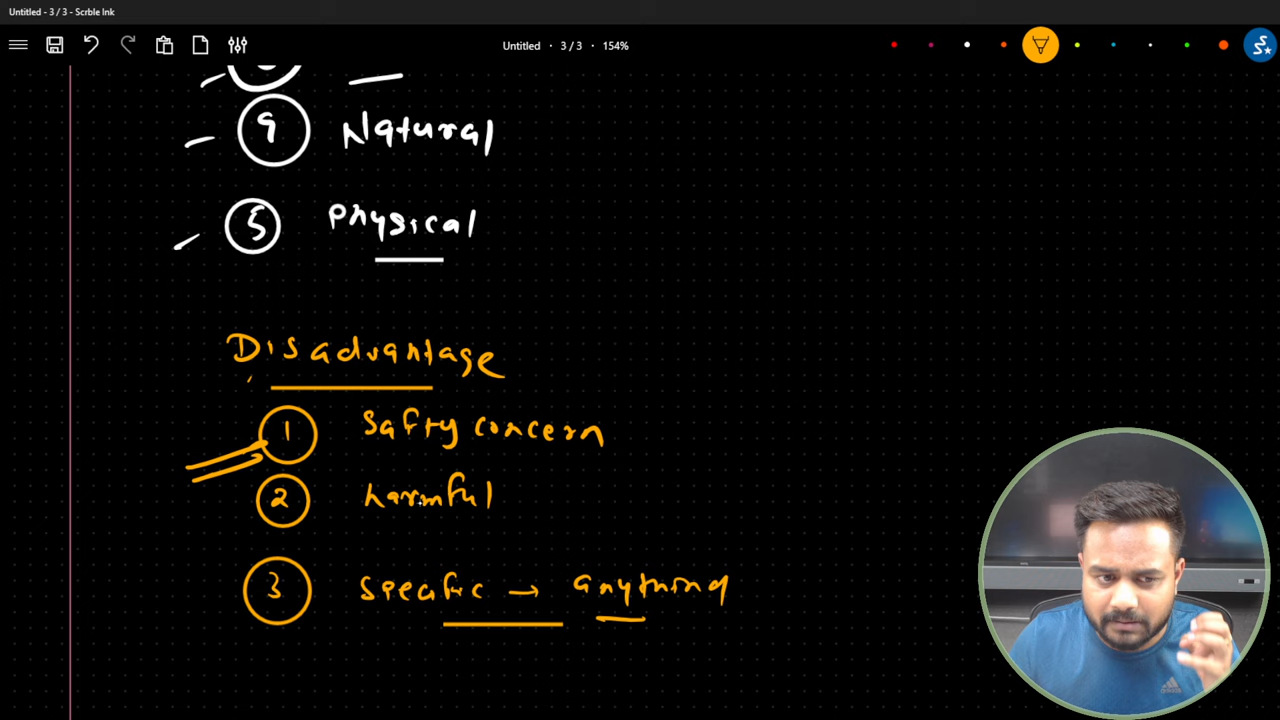 Untitled - 3 / 3 - Scrble Ink
Untitled · 3 / 3 · 154%
4 Natural
5 Physical
Disadvantage
1 Safty concern
2 harmful
3 Specific → anything